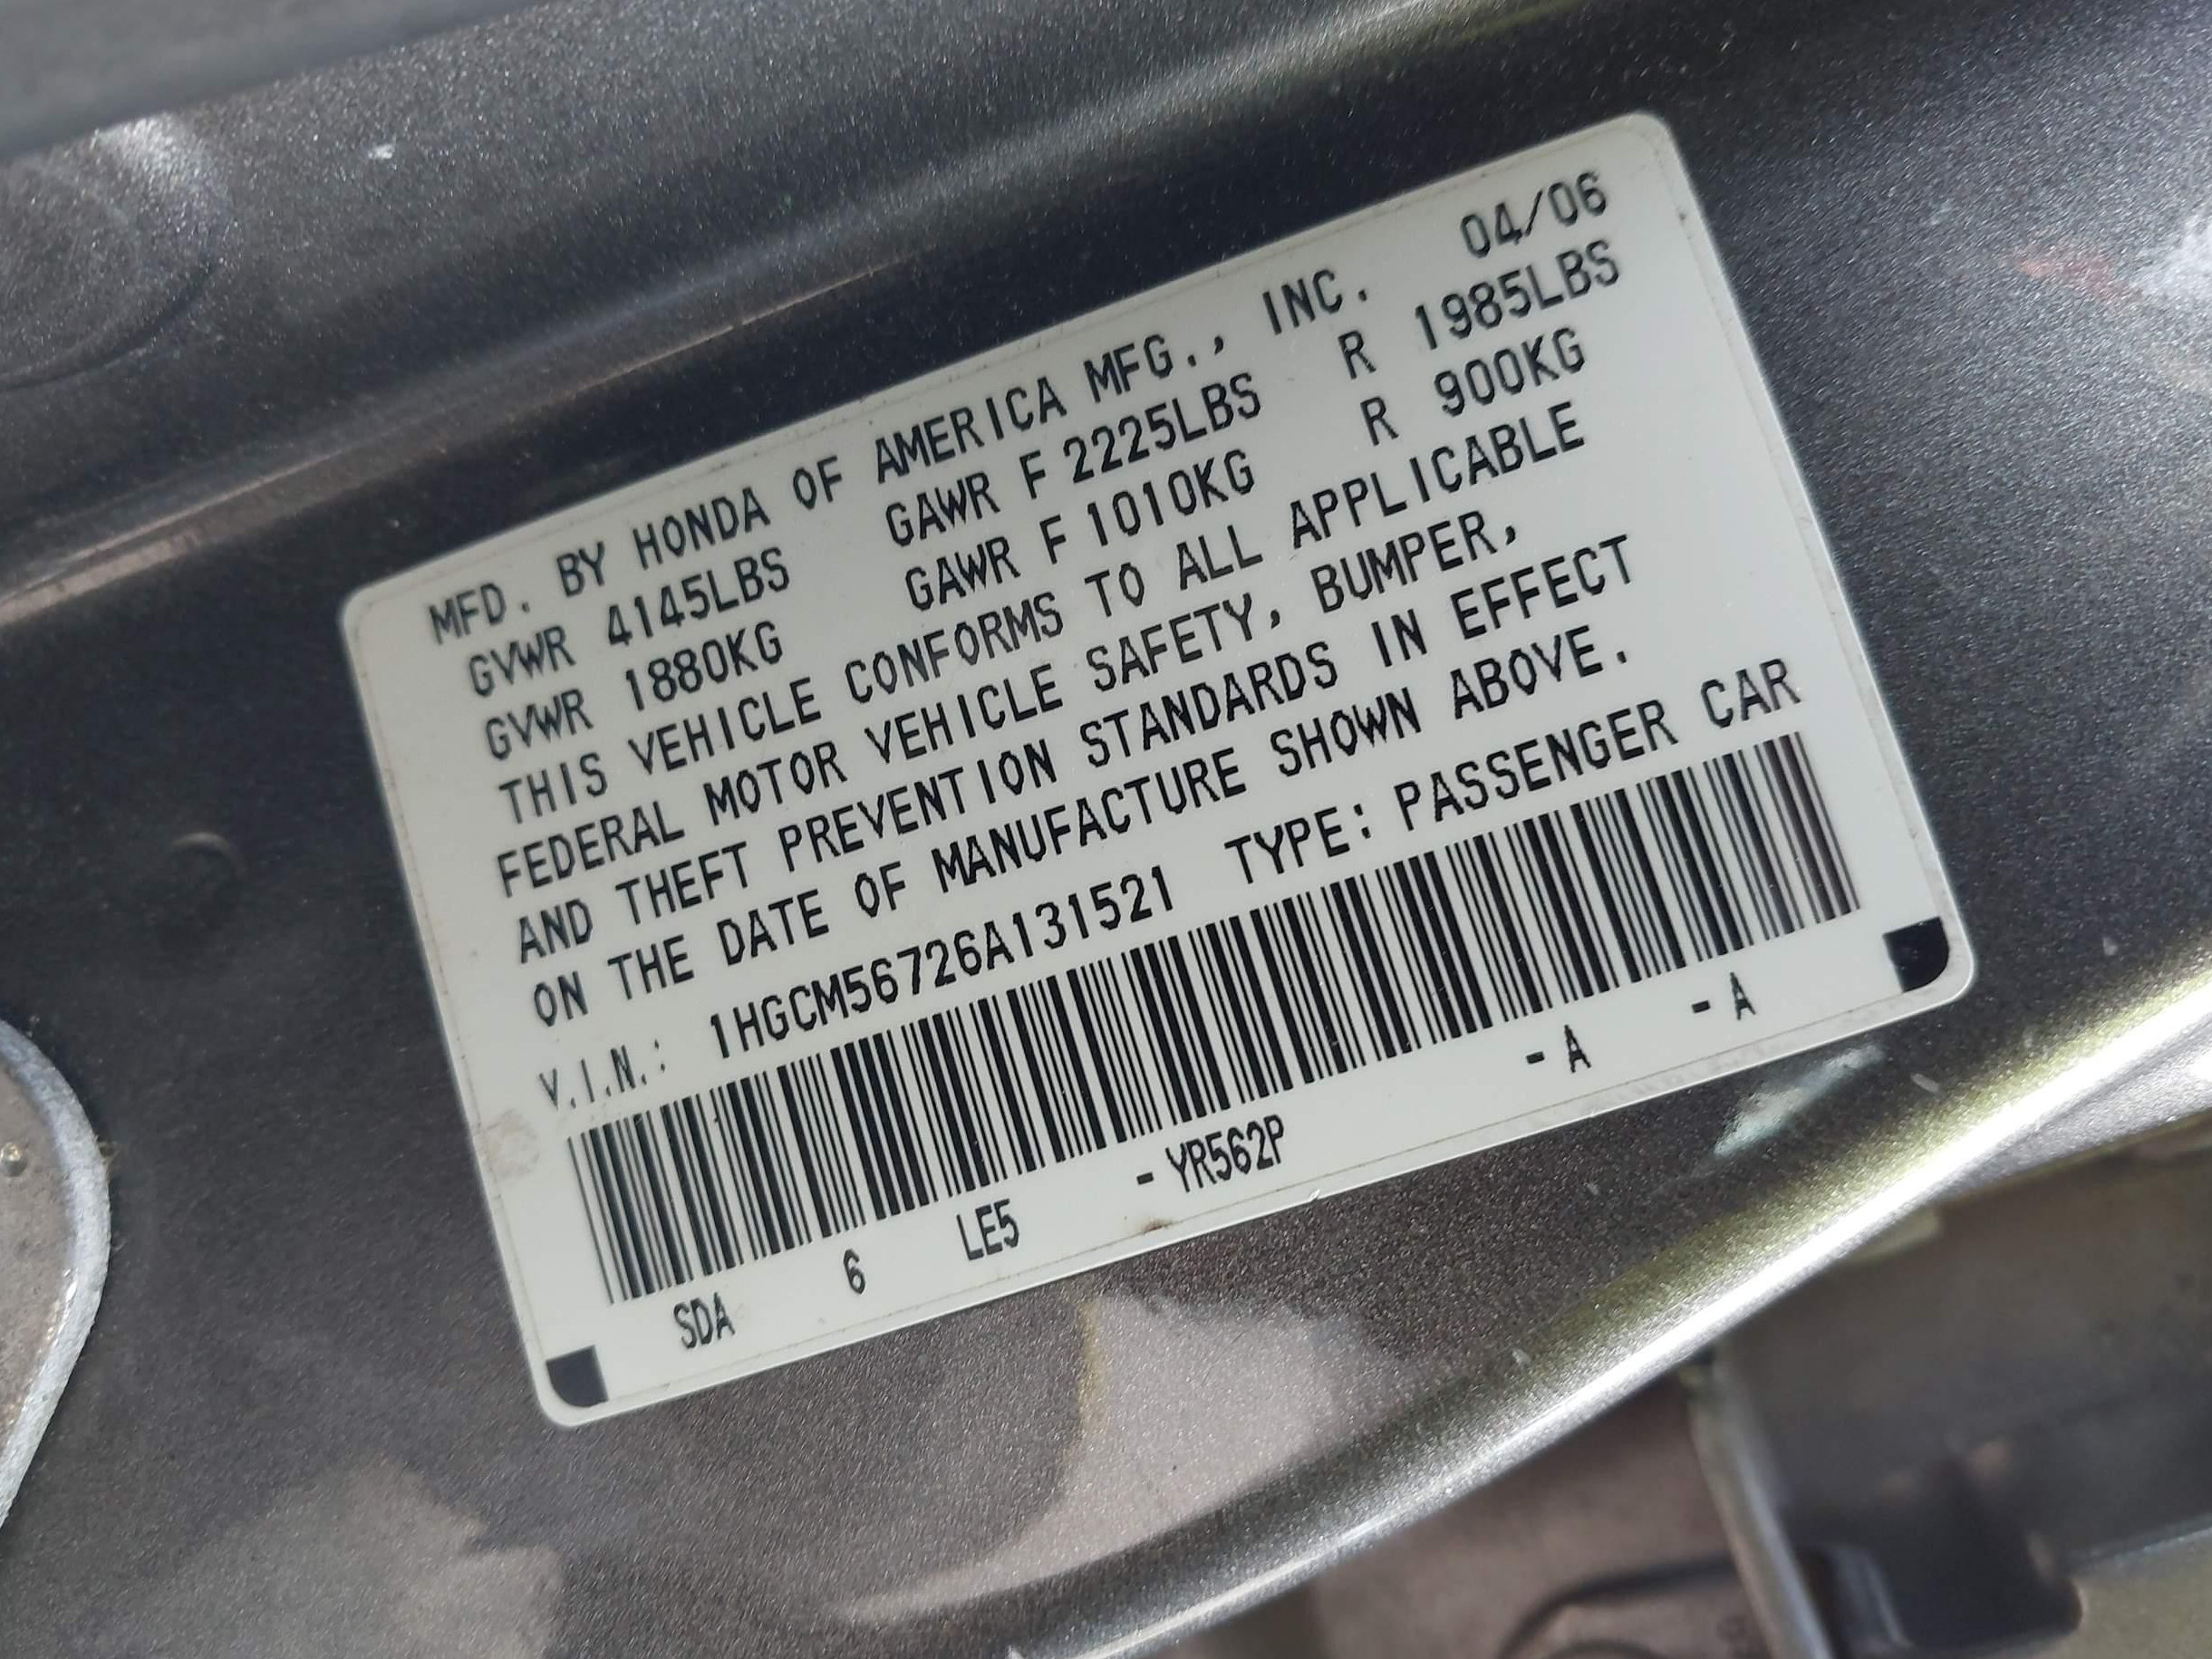 MFD. BY HONDA OF AMERICA MFG., INC. 04/06
GVWR 4145LBS GAWR F 2225LBS R 1985LBS
GVWR 1880KG GAWR F 1010KG R 900KG
THIS VEHICLE CONFORMS TO ALL APPLICABLE
FEDERAL MOTOR VEHICLE SAFETY, BUMPER,
AND THEFT PREVENTION STANDARDS IN EFFECT
ON THE DATE OF MANUFACTURE SHOWN ABOVE.
V.I.N.: 1HGCM56726A131521 TYPE: PASSENGER CAR
SDA 6 LE5 -YR562P -A -A